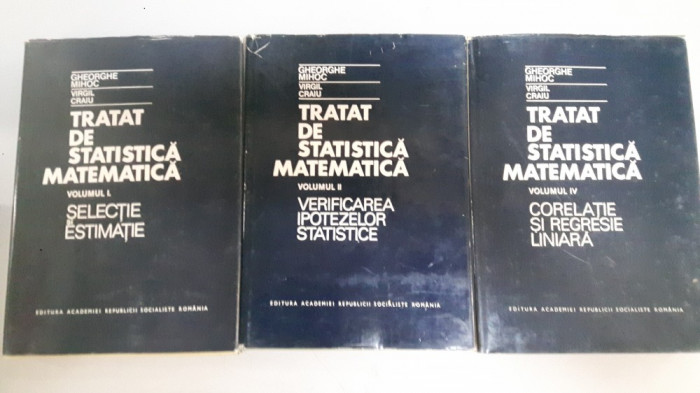 GHEORGHE
MIHOC
VIRGIL
CRAIU
TRATAT
DE
STATISTICĂ
MATEMATICĂ
VOLUMUL I.
SELECȚIE
ȘI
ESTIMAȚIE
EDITURA ACADEMIEI REPUBLICII SOCIALISTE ROMÂNIA
GHEORGHE
MIHOC
VIRGIL
CRAIU
TRATAT
DE
STATISTICĂ
MATEMATICĂ
VOLUMUL II
VERIFICAREA
IPOTEZELOR
STATISTICE
EDITURA ACADEMIEI REPUBLICII SOCIALISTE ROMÂNIA
GHEORGHE
MIHOC
VIRGIL
CRAIU
TRATAT
DE
STATISTICĂ
MATEMATICĂ
VOLUMUL IV
CORELAȚIE
ȘI REGRESIE
LINIARĂ
EDITURA ACADEMIEI REPUBLICII SOCIALISTE ROMÂNIA